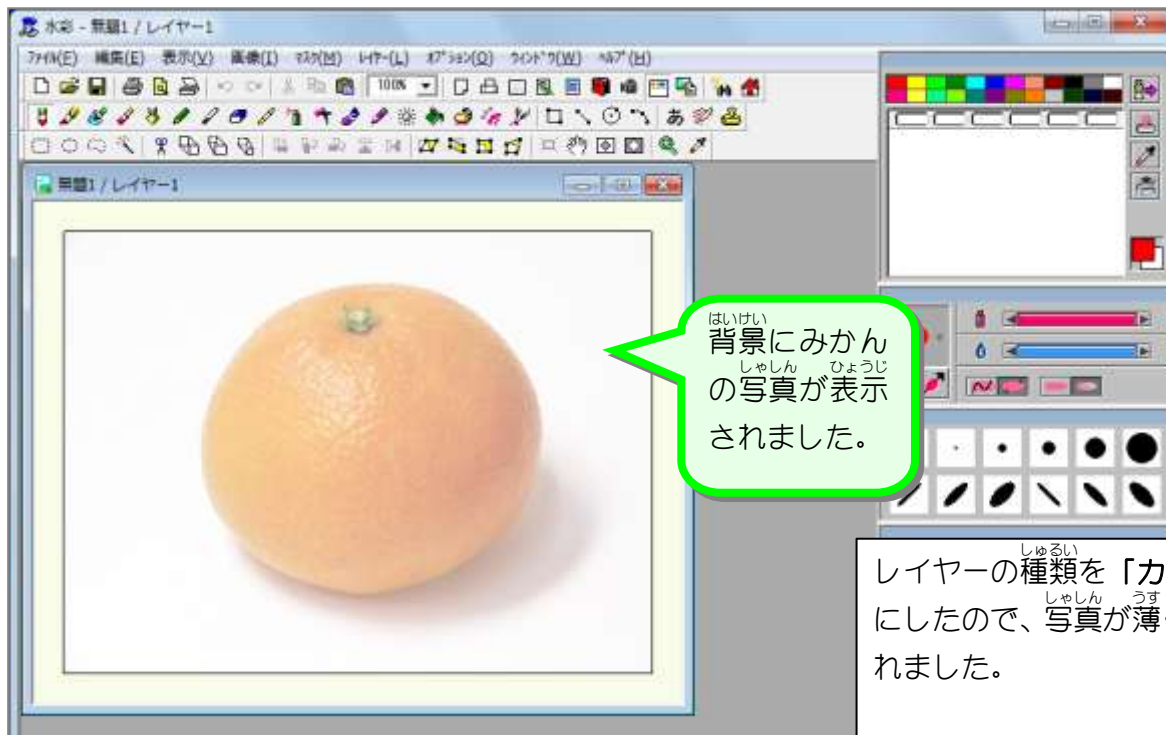 水彩 - 無題1 / レイヤー1
ファイル(F) 編集(E) 表示(V) 画像(I) マスク(M) レイヤー(L) オプション(O) ウィンドウ(W) ヘルプ(H)
100%
あ
無題1 / レイヤー1
はいけい
背景にみかん
しゃしん ひょうじ
の写真が表示
されました。
しゅるい
レイヤーの種類を「カ
しゃしん うす
にしたので、写真が薄
れました。